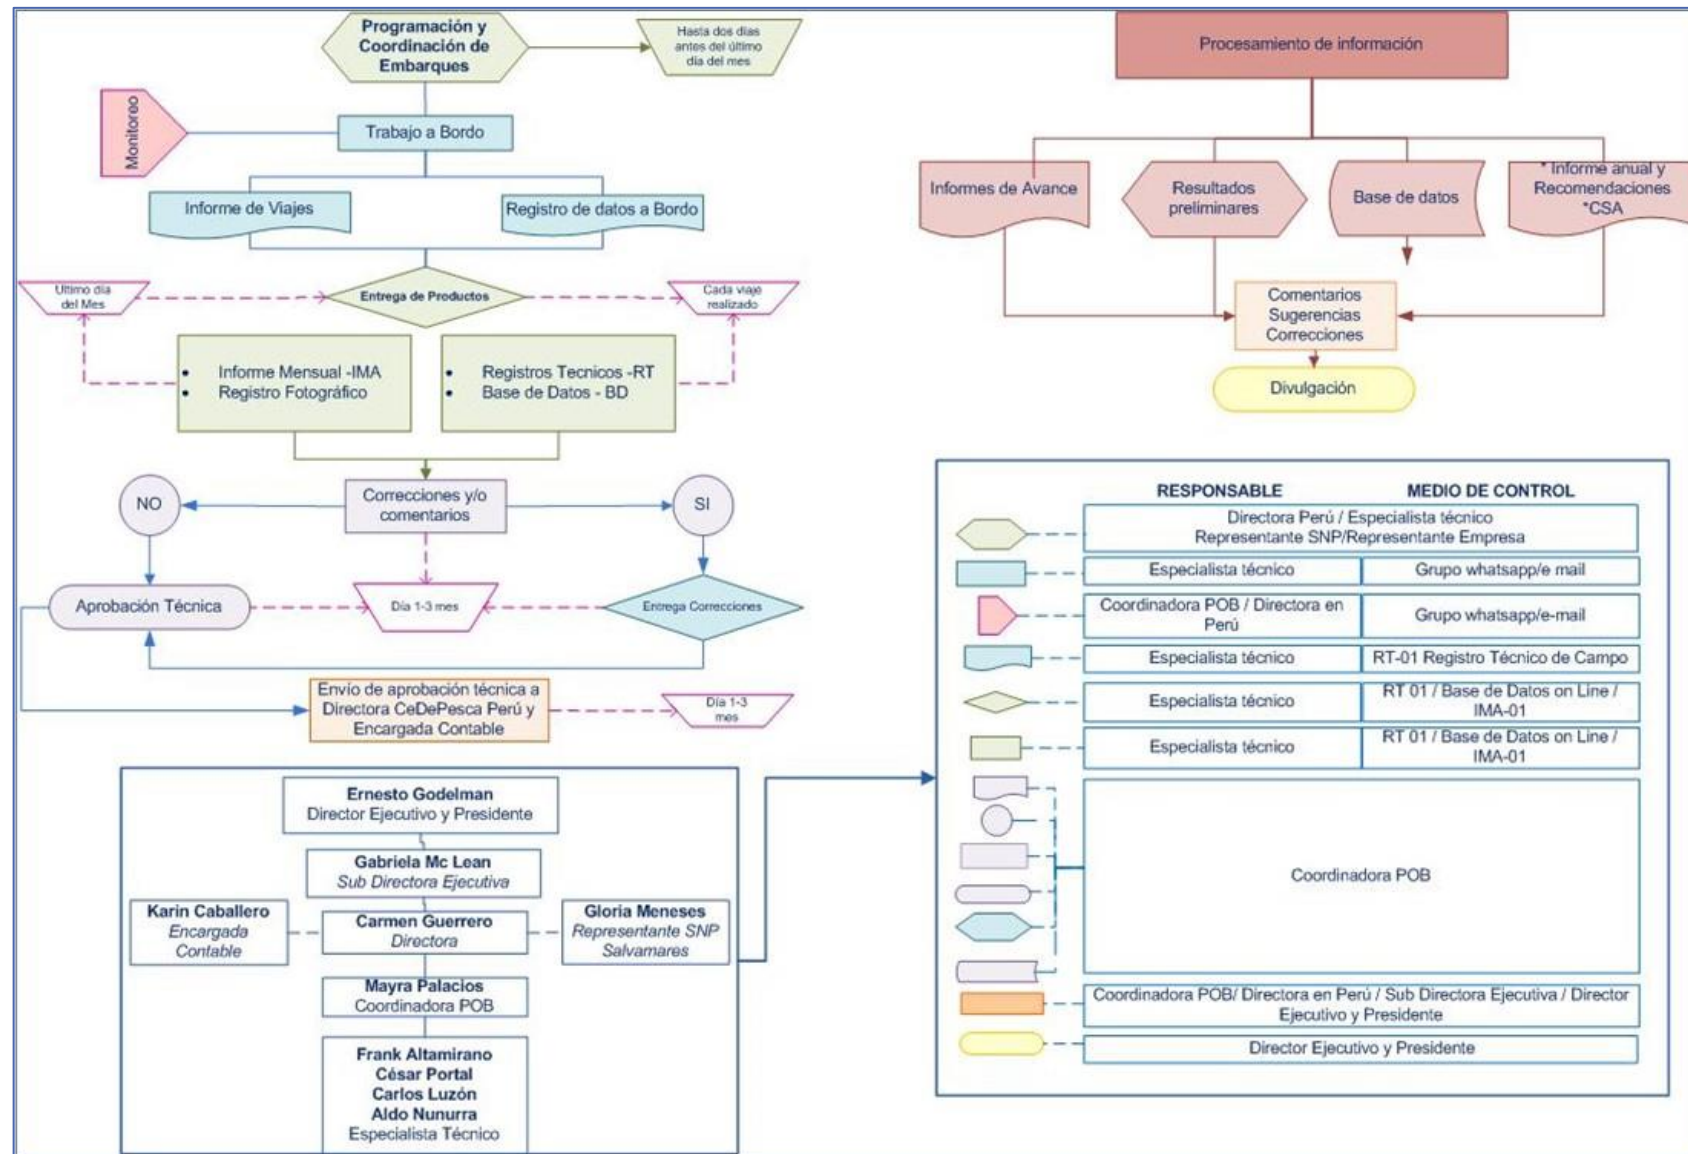 Programación y
Coordinación de
Embarques
Hasta dos días
antes del último
día del mes
Monitoreo
Trabajo a Bordo
Informe de Viajes
Registro de datos a Bordo
Ultimo día
del Mes
Entrega de Productos
Cada viaje
realizado
• Informe Mensual -IMA
• Registro Fotográfico
• Registros Tecnicos -RT
• Base de Datos - BD
NO
Correcciones y/o
comentarios
SI
Aprobación Técnica
Día 1-3 mes
Entrega Correcciones
Envío de aprobación técnica a
Directora CeDePesca Perú y
Encargada Contable
Día 1-3
mes
Ernesto Godelman
Director Ejecutivo y Presidente
Gabriela Mc Lean
Sub Directora Ejecutiva
Karin Caballero
Encargada
Contable
Carmen Guerrero
Directora
Gloria Meneses
Representante SNP
Salvamares
Mayra Palacios
Coordinadora POB
Frank Altamirano
César Portal
Carlos Luzón
Aldo Nunurra
Especialista Técnico
Procesamiento de información
Informes de Avance
Resultados
preliminares
Base de datos
* Informe anual y
Recomendaciones
*CSA
Comentarios
Sugerencias
Correcciones
Divulgación
RESPONSABLE MEDIO DE CONTROL
Directora Perú / Especialista técnico
Representante SNP/Representante Empresa
Especialista técnico Grupo whatsapp/e mail
Coordinadora POB / Directora en
Perú
Grupo whatsapp/e-mail
Especialista técnico RT-01 Registro Técnico de Campo
Especialista técnico
RT 01 / Base de Datos on Line /
IMA-01
Especialista técnico
RT 01 / Base de Datos on Line /
IMA-01
Coordinadora POB
Coordinadora POB/ Directora en Perú / Sub Directora Ejecutiva / Director
Ejecutivo y Presidente
Director Ejecutivo y Presidente